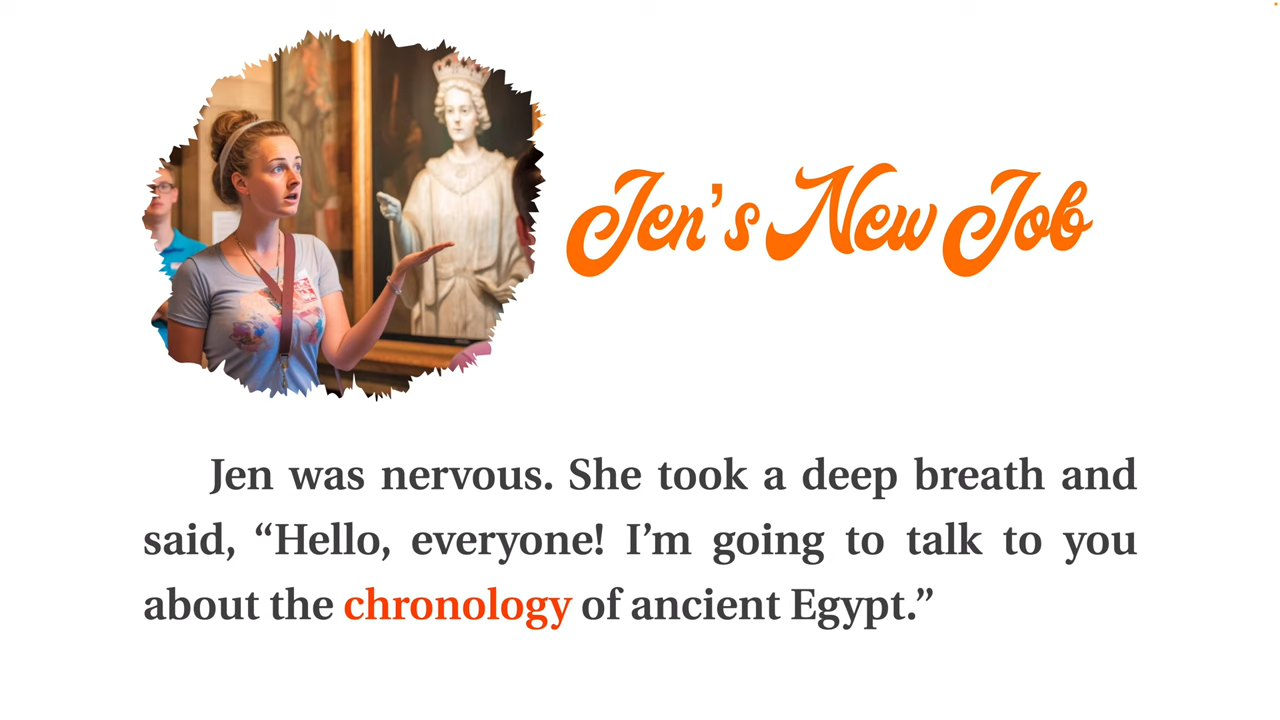 Jen's New Job
Jen was nervous. She took a deep breath and
said, “Hello, everyone! I’m going to talk to you
about the chronology of ancient Egypt.”